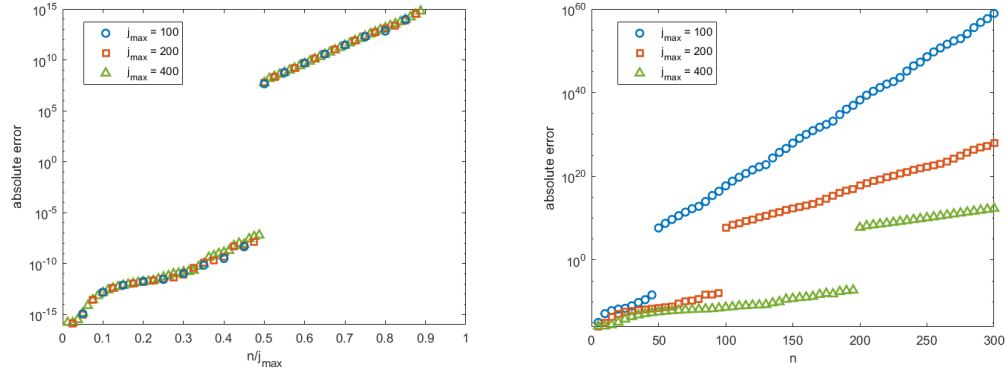 j_max = 100
j_max = 200
j_max = 400
10^15
10^10
10^5
10^0
10^-5
10^-10
10^-15
absolute error
0 0.1 0.2 0.3 0.4 0.5 0.6 0.7 0.8 0.9 1
n/j_max
j_max = 100
j_max = 200
j_max = 400
10^60
10^40
10^20
10^0
absolute error
0 50 100 150 200 250 300
n